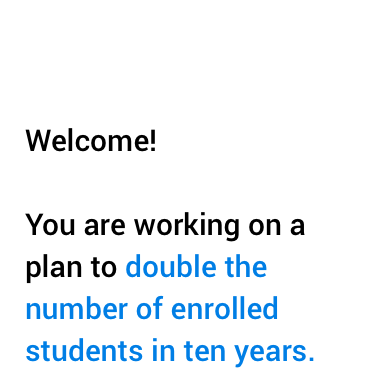 Welcome!
You are working on a
plan to double the
number of enrolled
students in ten years.